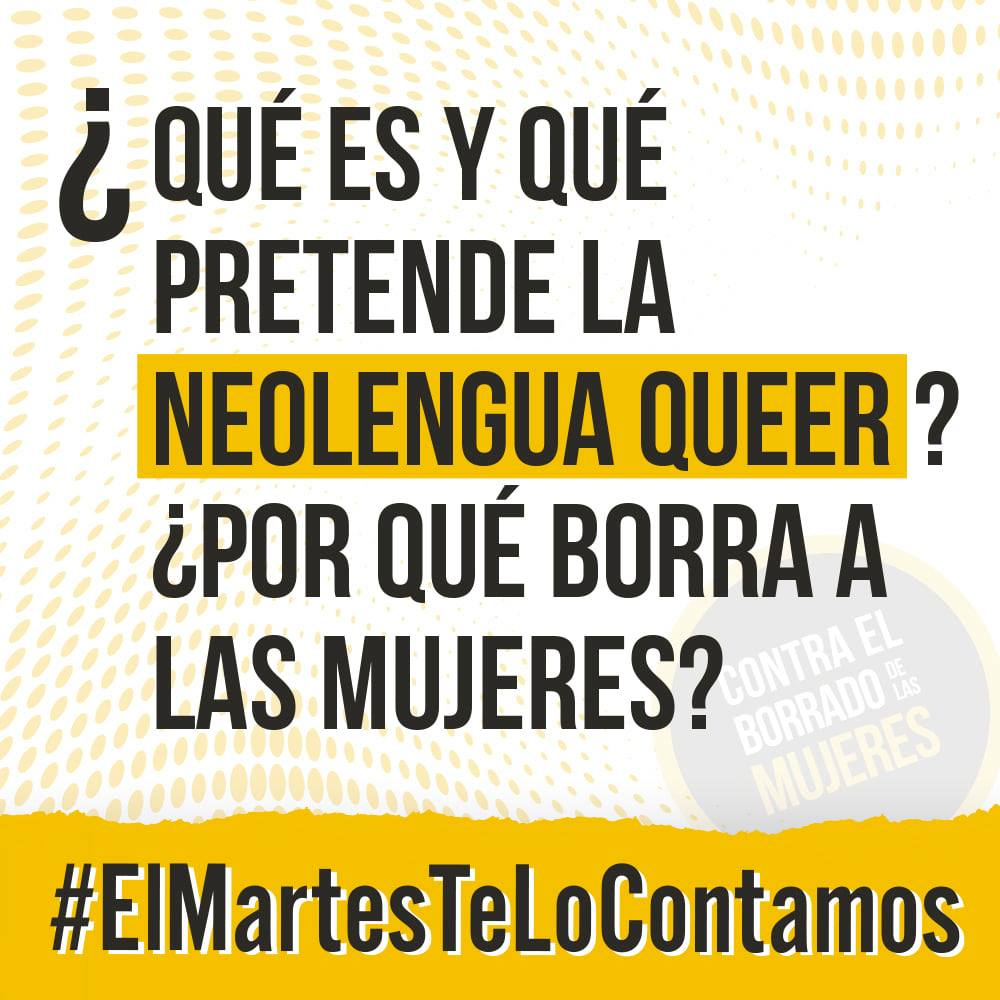 ¿QUÉ ES Y QUÉ
PRETENDE LA
NEOLENGUA QUEER?
¿POR QUÉ BORRA A
LAS MUJERES?
CONTRA EL
BORRADO DE LAS
MUJERES
#ElMartesTeLoContamos